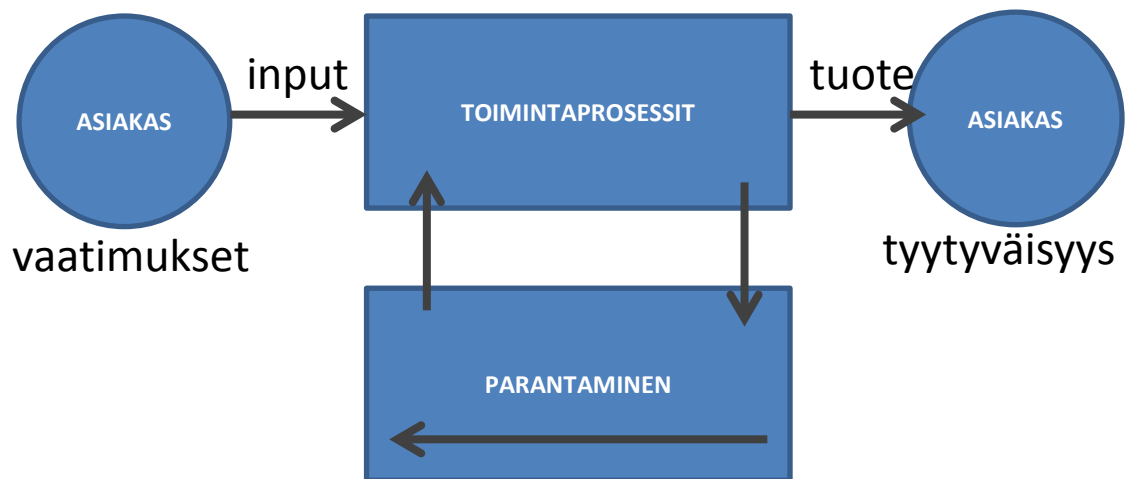 input
tuote
ASIAKAS
TOIMINTAPROSESSIT
ASIAKAS
vaatimukset
tyytyväisyys
PARANTAMINEN